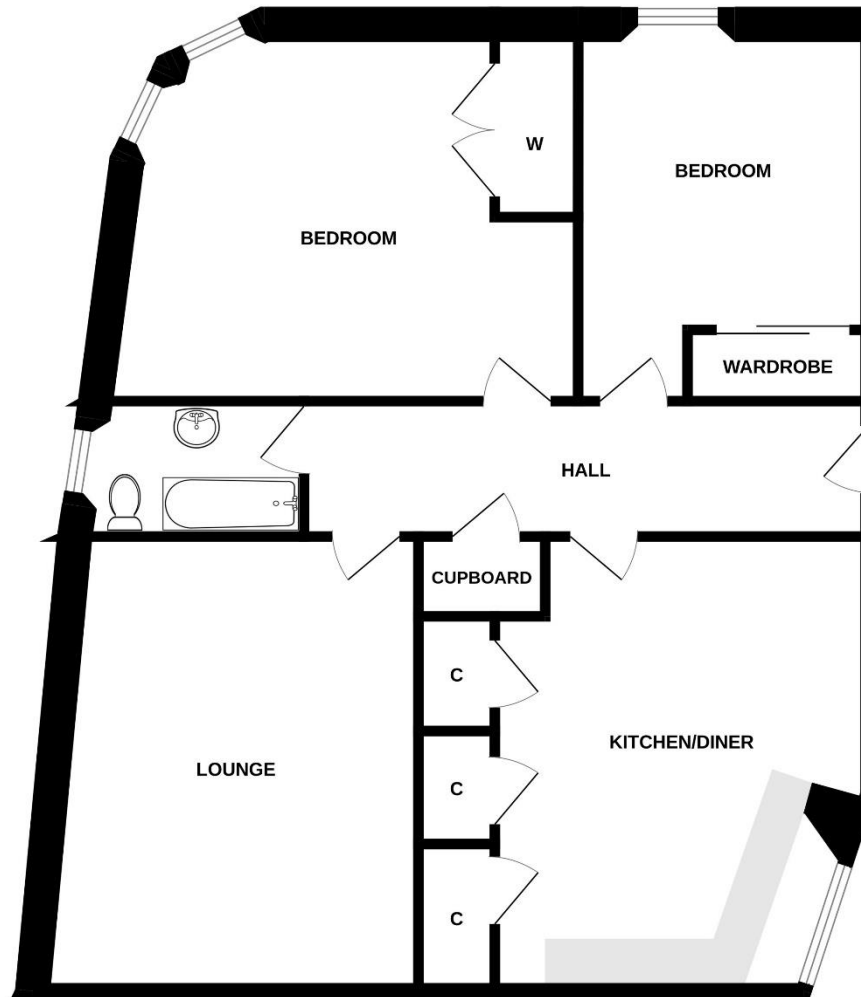 W
BEDROOM
BEDROOM
WARDROBE
HALL
CUPBOARD
C
KITCHEN/DINER
LOUNGE
C
C